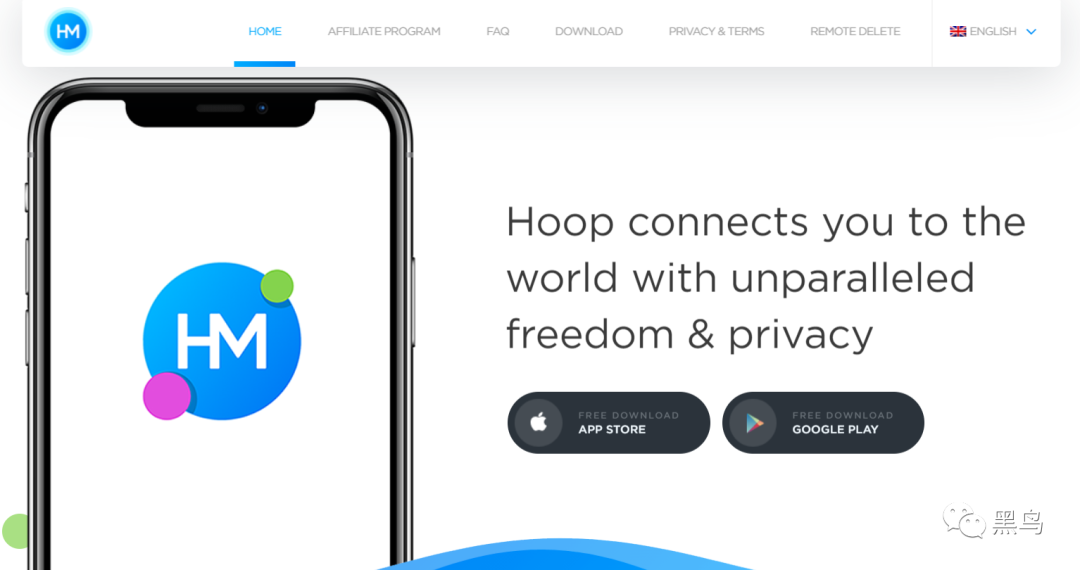 HM
HOME
AFFILIATE PROGRAM
FAQ
DOWNLOAD
PRIVACY & TERMS
REMOTE DELETE
ENGLISH
HM
Hoop connects you to the
world with unparalleled
freedom & privacy
FREE DOWNLOAD
APP STORE
FREE DOWNLOAD
GOOGLE PLAY
黑鸟